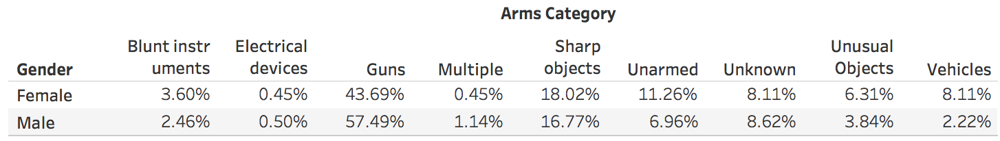 Arms Category
Blunt instr Electrical Sharp Unusual
Gender uments devices Guns Multiple objects Unarmed Unknown Objects Vehicles
Female 3.60% 0.45% 43.69% 0.45% 18.02% 11.26% 8.11% 6.31% 8.11%
Male 2.46% 0.50% 57.49% 1.14% 16.77% 6.96% 8.62% 3.84% 2.22%